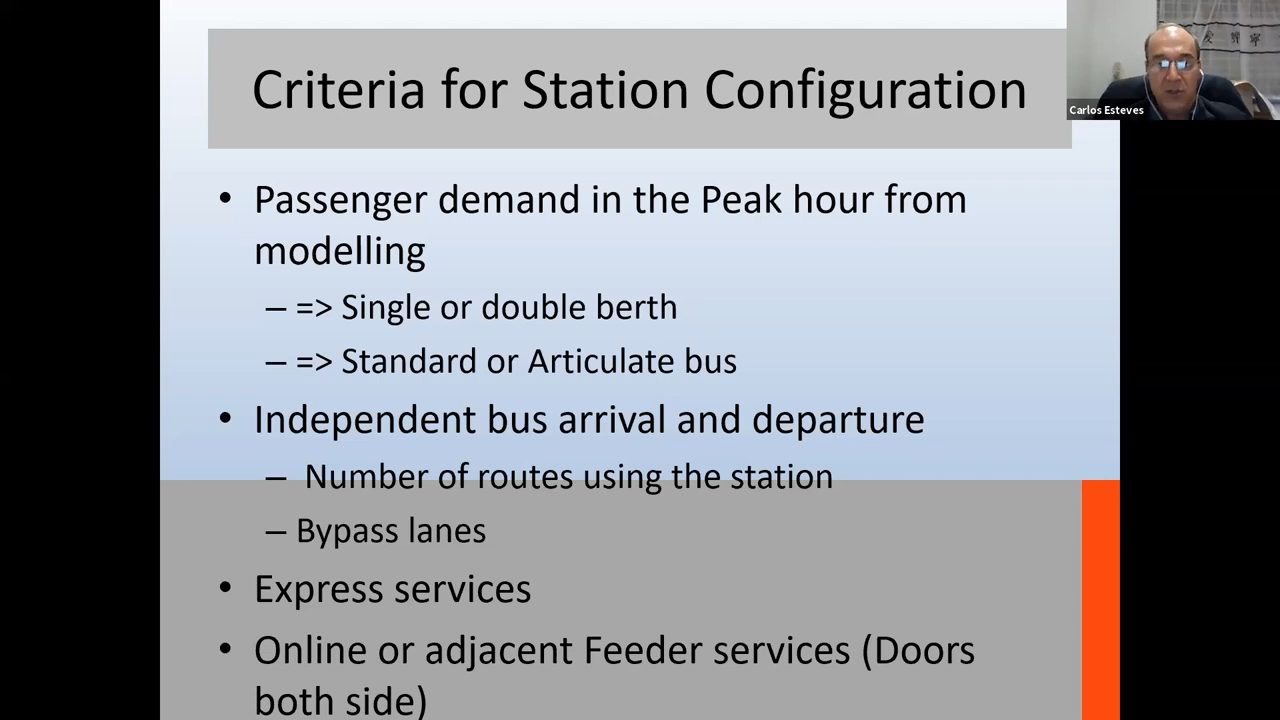 Criteria for Station Configuration
Carlos Esteves
• Passenger demand in the Peak hour from
modelling
– => Single or double berth
– => Standard or Articulate bus
• Independent bus arrival and departure
– Number of routes using the station
– Bypass lanes
• Express services
• Online or adjacent Feeder services (Doors
both side)